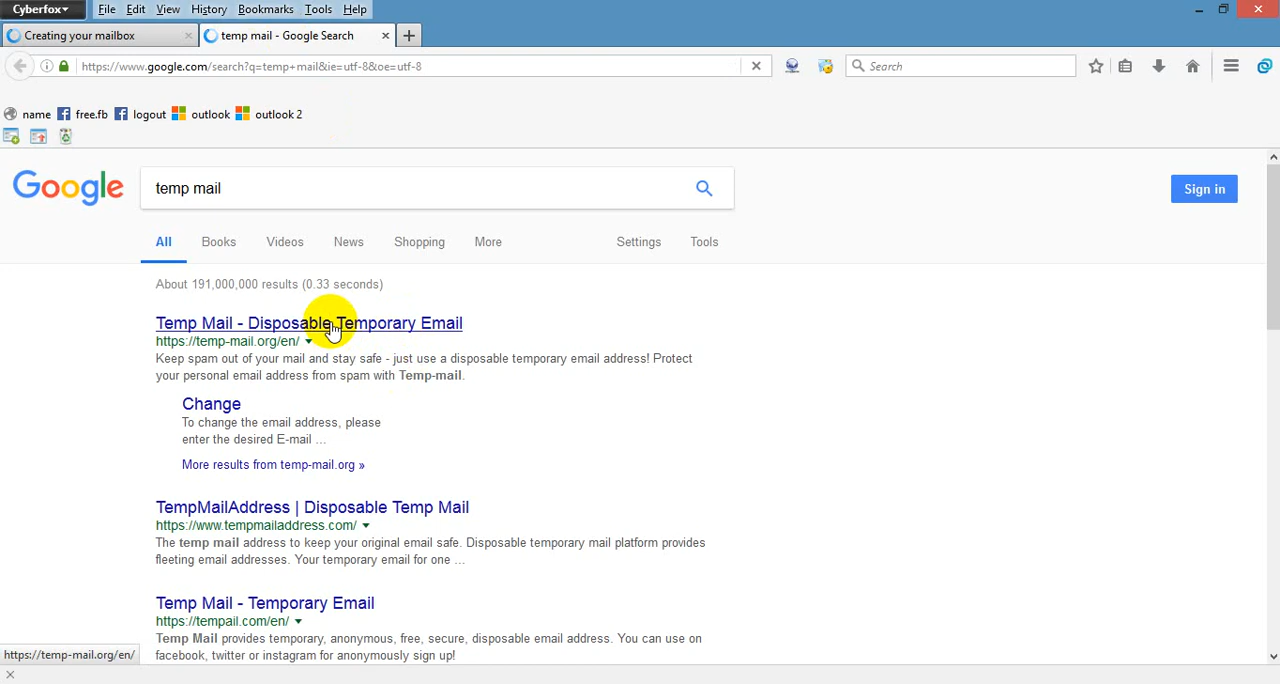 Cyberfox File Edit View History Bookmarks Tools Help
Creating your mailbox temp mail - Google Search
https://www.google.com/search?q=temp+mail&ie=utf-8&oe=utf-8 Search
name free.fb logout outlook outlook 2
Google temp mail Sign in
All Books Videos News Shopping More Settings Tools
About 191,000,000 results (0.33 seconds)
Temp Mail - Disposable Temporary Email
https://temp-mail.org/en/
Keep spam out of your mail and stay safe - just use a disposable temporary email address! Protect
your personal email address from spam with Temp-mail.
Change
To change the email address, please
enter the desired E-mail ...
More results from temp-mail.org »
TempMailAddress | Disposable Temp Mail
https://www.tempmailaddress.com/
The temp mail address to keep your original email safe. Disposable temporary mail platform provides
fleeting email addresses. Your temporary email for one ...
Temp Mail - Temporary Email
https://tempail.com/en/
Temp Mail provides temporary, anonymous, free, secure, disposable email address. You can use on
facebook, twitter or instagram for anonymously sign up!
https://temp-mail.org/en/